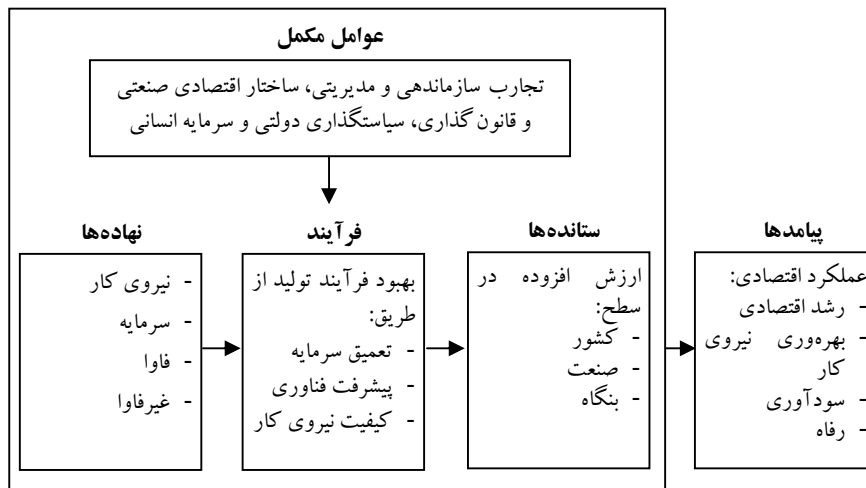 عوامل مکمل
تجارب سازماندهی و مدیریتی، ساختار اقتصادی صنعتی
و قانون گذاری، سیاستگذاری دولتی و سرمایه انسانی
پیامدها
عملکرد اقتصادی:
- رشد اقتصادی
- بهره‌وری نیروی
کار
- سودآوری
- رفاه
ستانده‌ها
ارزش افزوده در
سطح:
- کشور
- صنعت
- بنگاه
فرآیند
بهبود فرآیند تولید از
طریق:
- تعمیق سرمایه
- پیشرفت فناوری
- کیفیت نیروی کار
نهاده‌ها
- نیروی کار
- سرمایه
- فاوا
- غیرفاوا